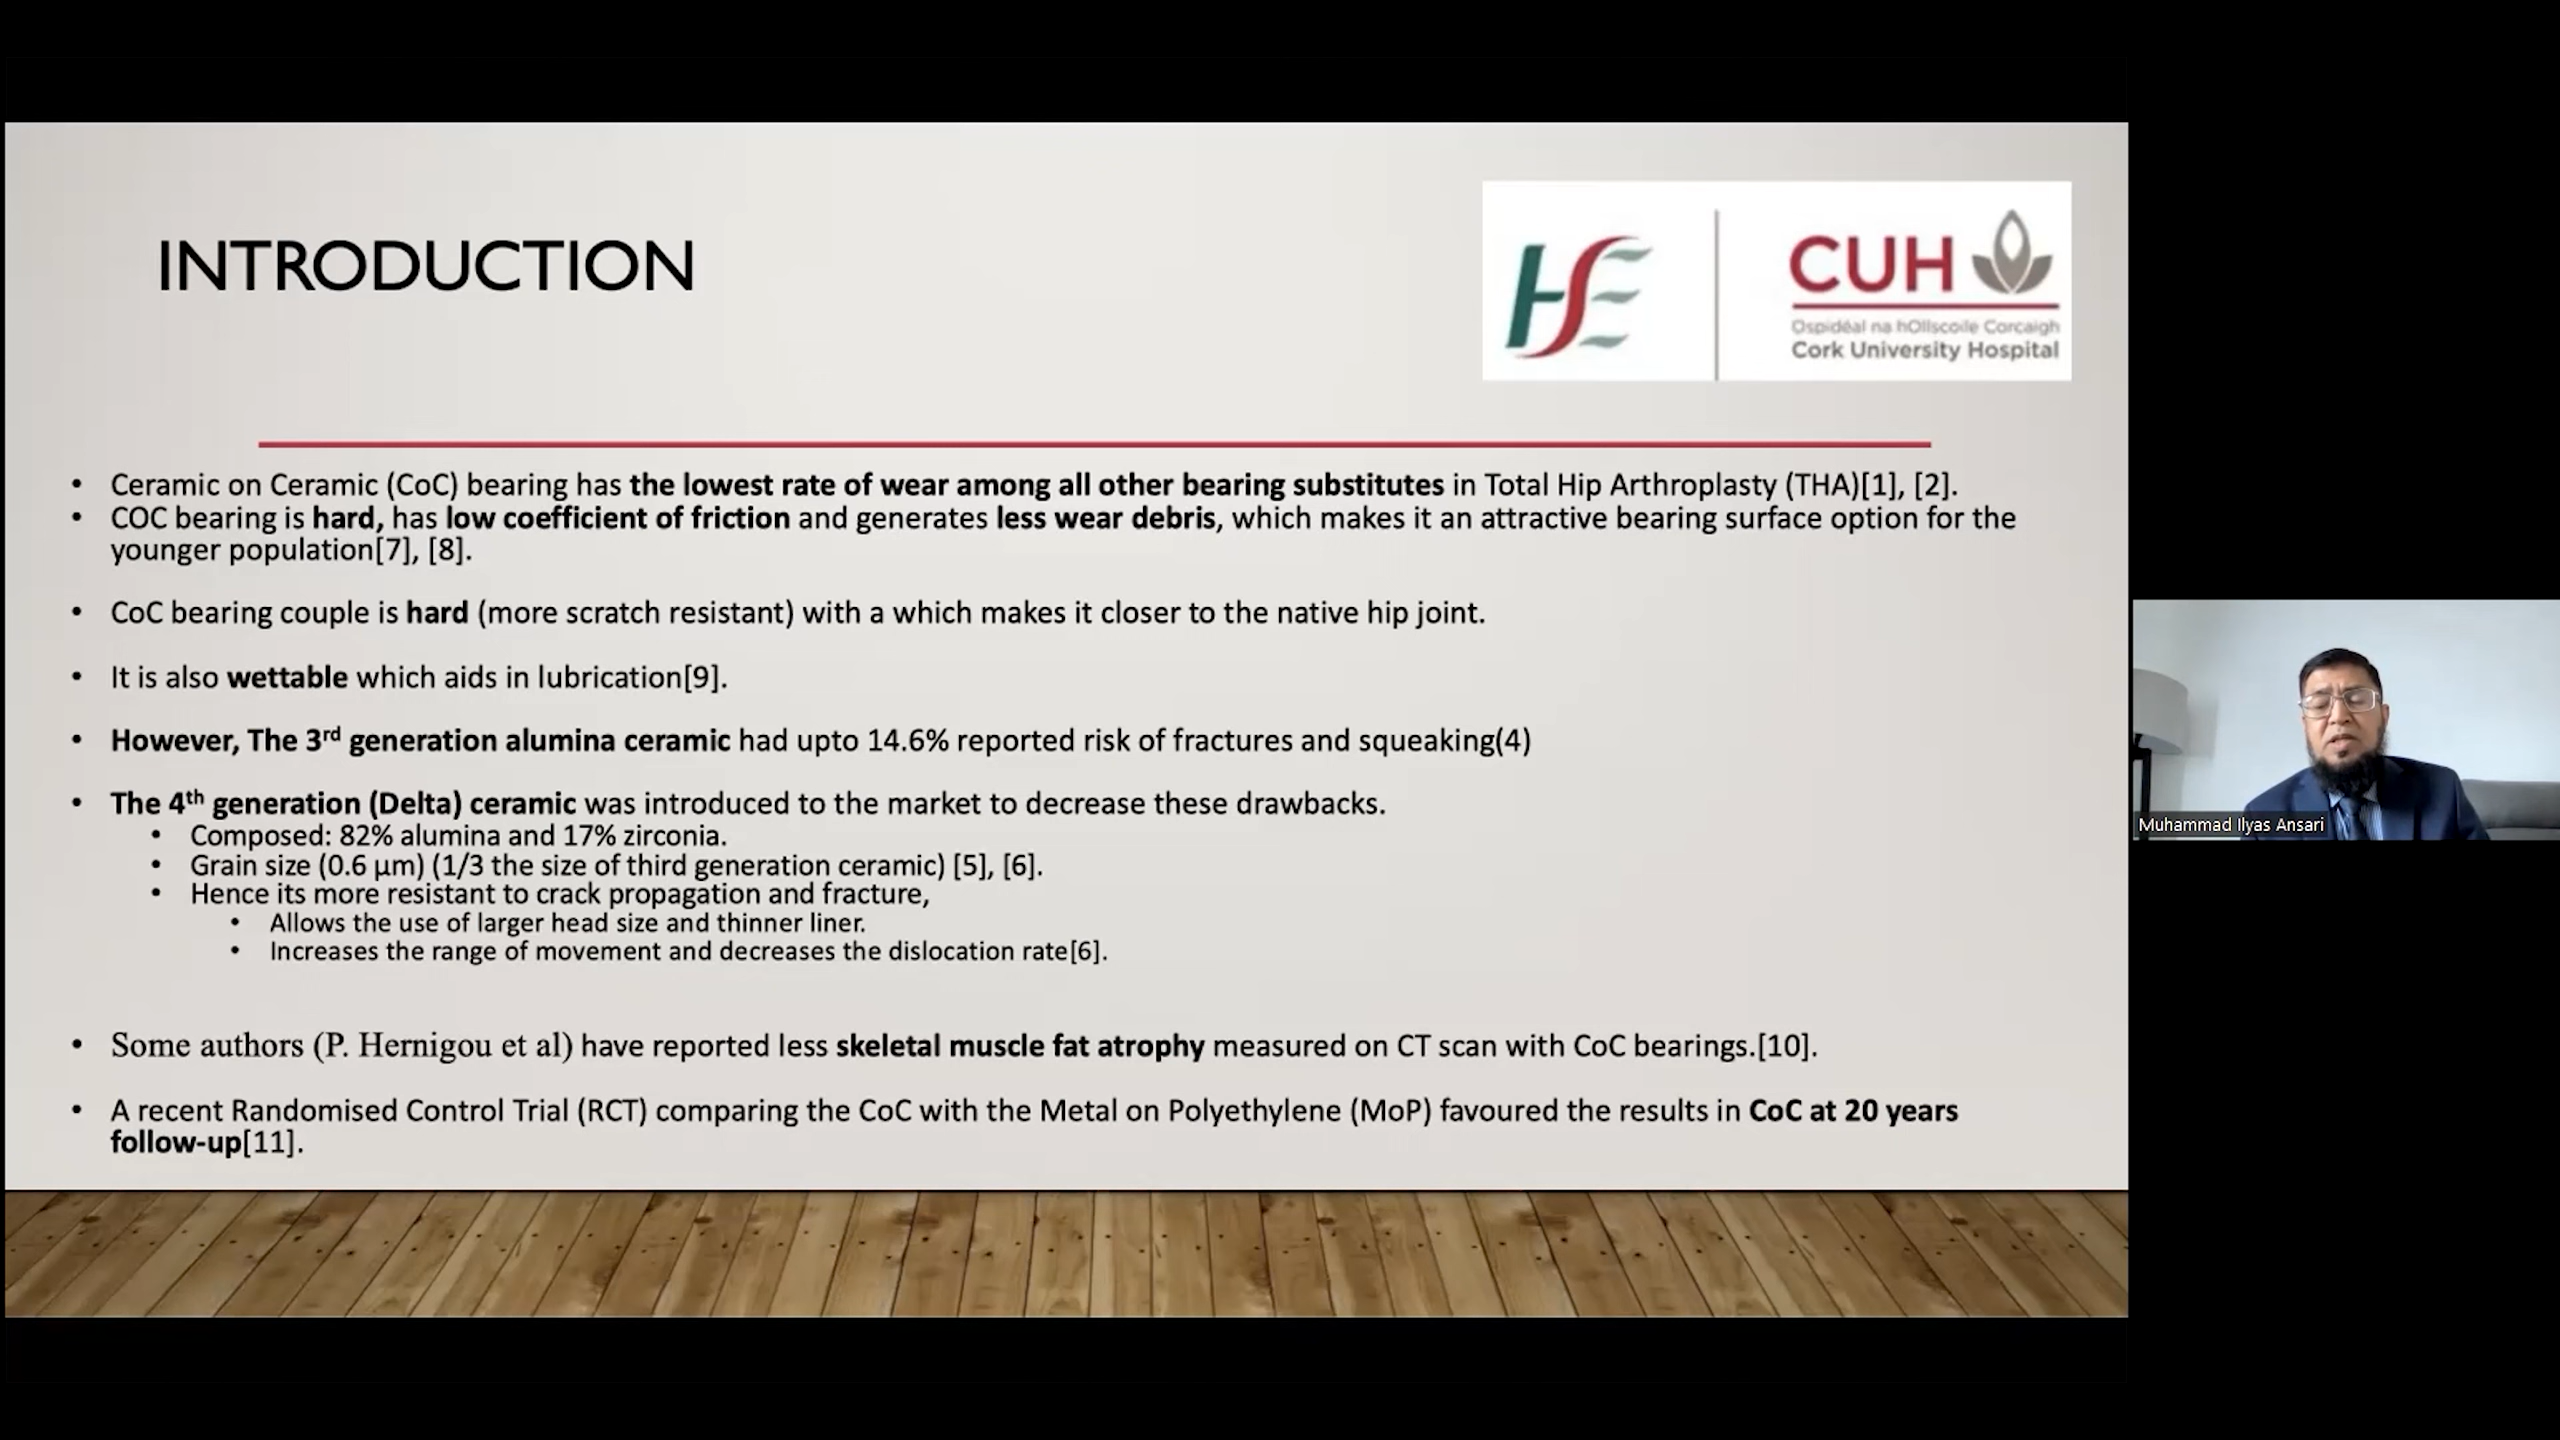 INTRODUCTION
HSE
CUH
Ospidéal na hOllscoile Corcaigh
Cork University Hospital
• Ceramic on Ceramic (CoC) bearing has the lowest rate of wear among all other bearing substitutes in Total Hip Arthroplasty (THA)[1], [2].
• COC bearing is hard, has low coefficient of friction and generates less wear debris, which makes it an attractive bearing surface option for the
younger population[7], [8].
• CoC bearing couple is hard (more scratch resistant) with a which makes it closer to the native hip joint.
• It is also wettable which aids in lubrication[9].
• However, The 3rd generation alumina ceramic had upto 14.6% reported risk of fractures and squeaking(4)
• The 4th generation (Delta) ceramic was introduced to the market to decrease these drawbacks.
• Composed: 82% alumina and 17% zirconia.
• Grain size (0.6 µm) (1/3 the size of third generation ceramic) [5], [6].
• Hence its more resistant to crack propagation and fracture,
• Allows the use of larger head size and thinner liner.
• Increases the range of movement and decreases the dislocation rate[6].
• Some authors (P. Hernigou et al) have reported less skeletal muscle fat atrophy measured on CT scan with CoC bearings.[10].
• A recent Randomised Control Trial (RCT) comparing the CoC with the Metal on Polyethylene (MoP) favoured the results in CoC at 20 years
follow-up[11].
Muhammad Ilyas Ansari